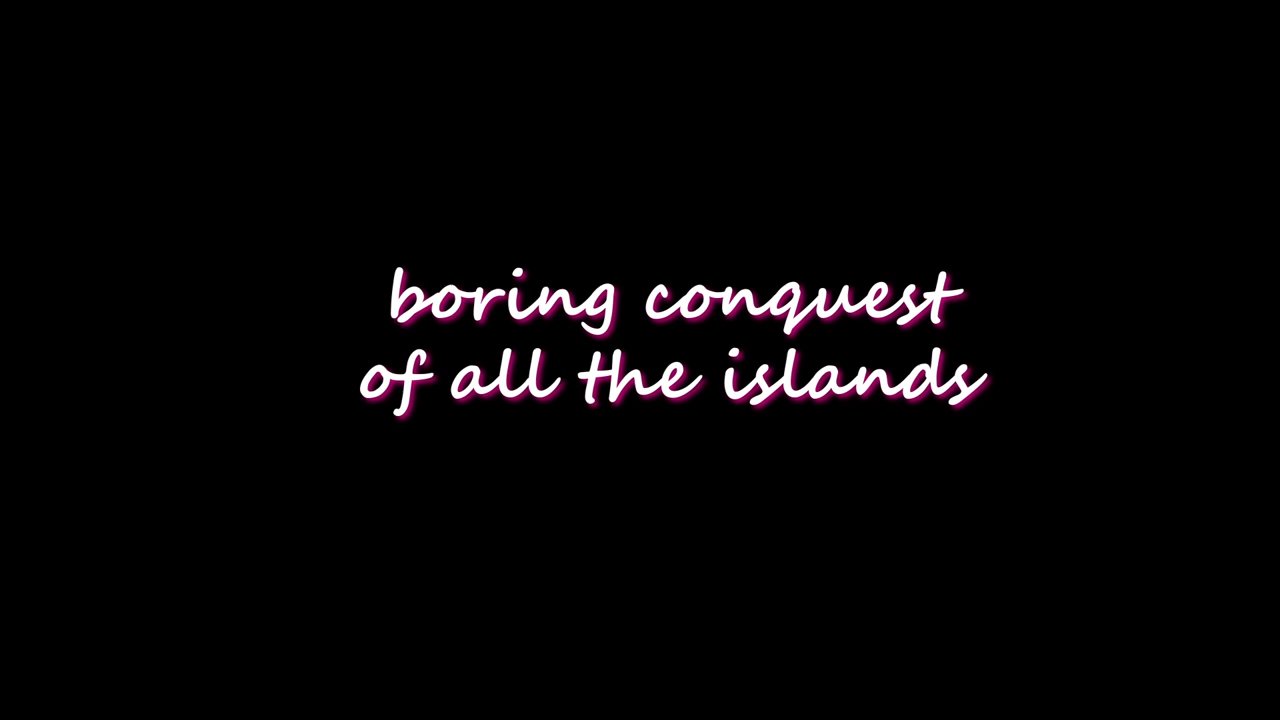 boring conquest
of all the islands